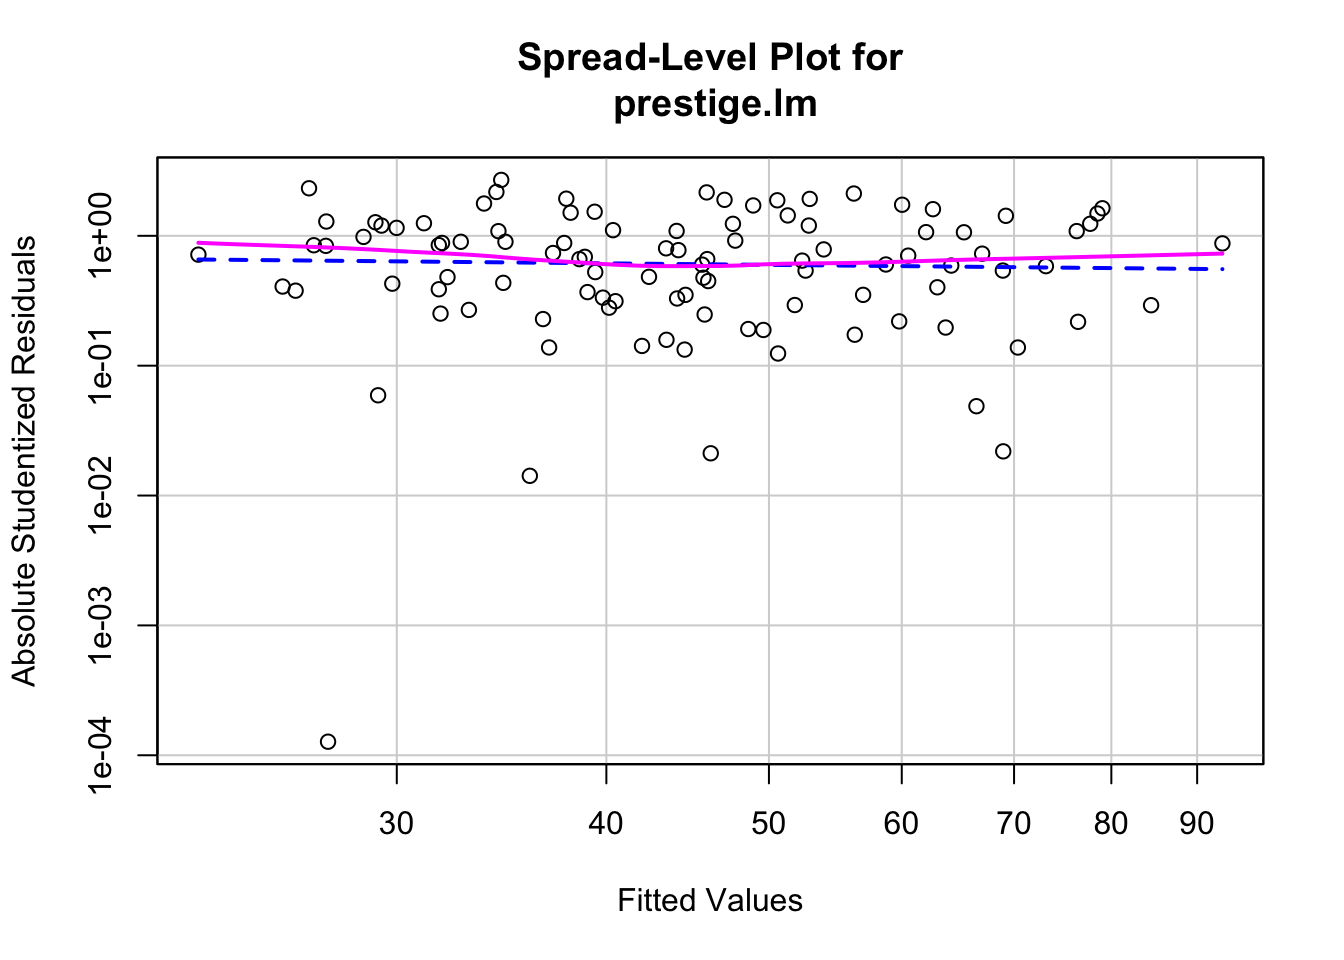 Spread-Level Plot for
prestige.lm
Absolute Studentized Residuals
1e+00
1e-01
1e-02
1e-03
1e-04
30 40 50 60 70 80 90
Fitted Values